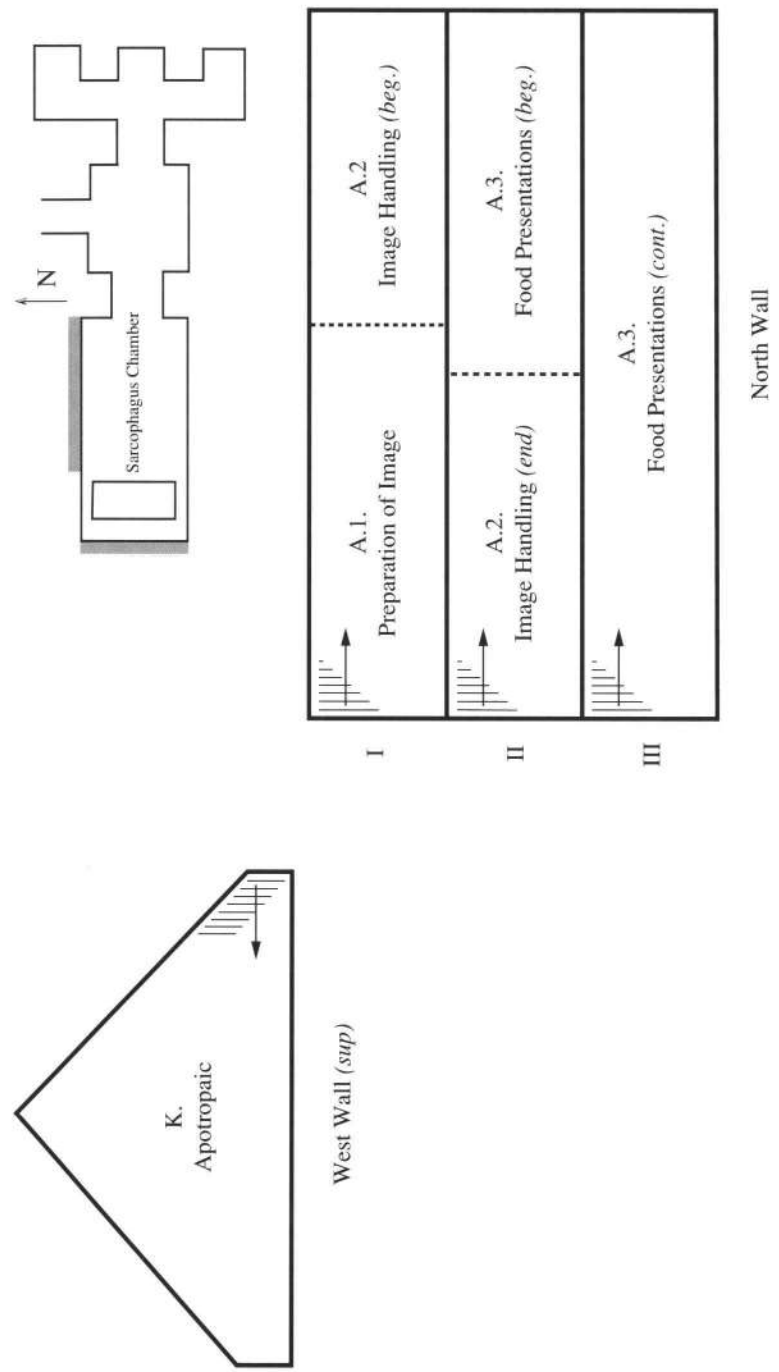 N
Sarcophagus Chamber
K.
Apotropaic
West Wall (sup)
I
A.1.
Preparation of Image
A.2
Image Handling (beg.)
II
A.2.
Image Handling (end)
A.3.
Food Presentations (beg.)
III
A.3.
Food Presentations (cont.)
North Wall